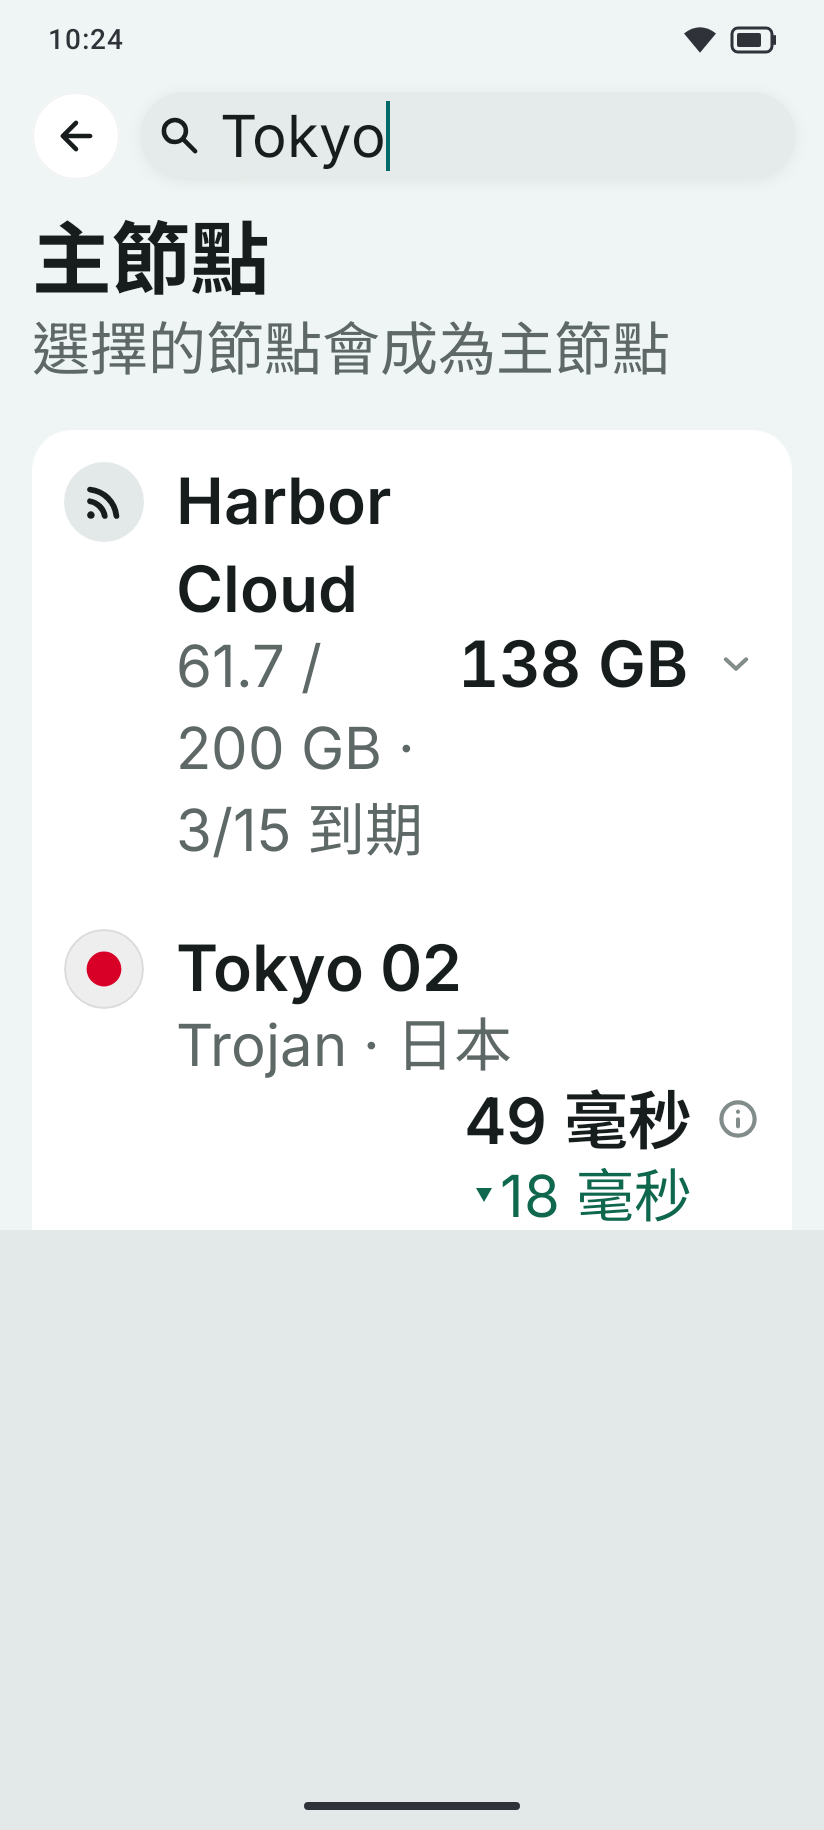 10:24
Tokyo
主節點
選擇的節點會成為主節點
Harbor
Cloud
61.7 /
200 GB ·
3/15 到期
138 GB
Tokyo 02
Trojan · 日本
49 毫秒
▼18 毫秒